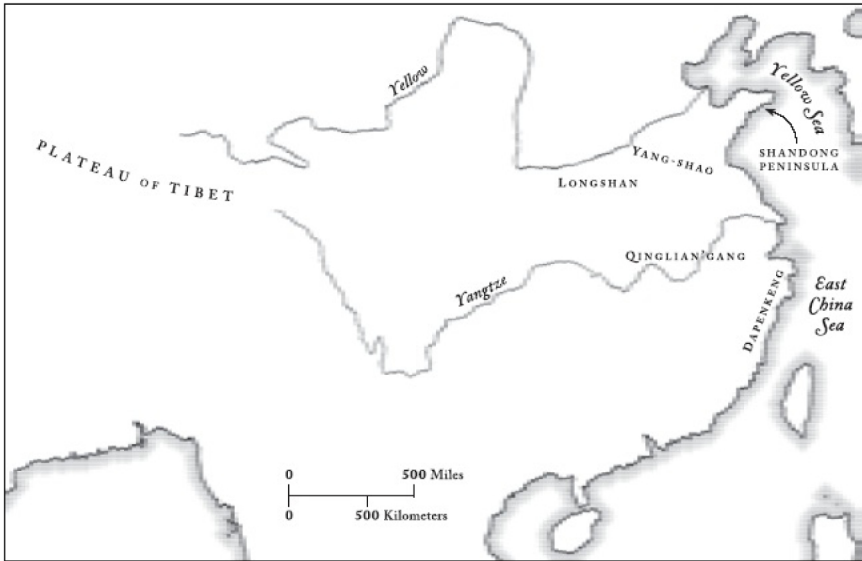 Yellow
Yellow Sea
PLATEAU OF TIBET
YANG-SHAO
SHANDONG
PENINSULA
LONGSHAN
QINGLIAN'GANG
Yangtze
East
China
Sea
DAPENKENG
0 500 Miles
0 500 Kilometers